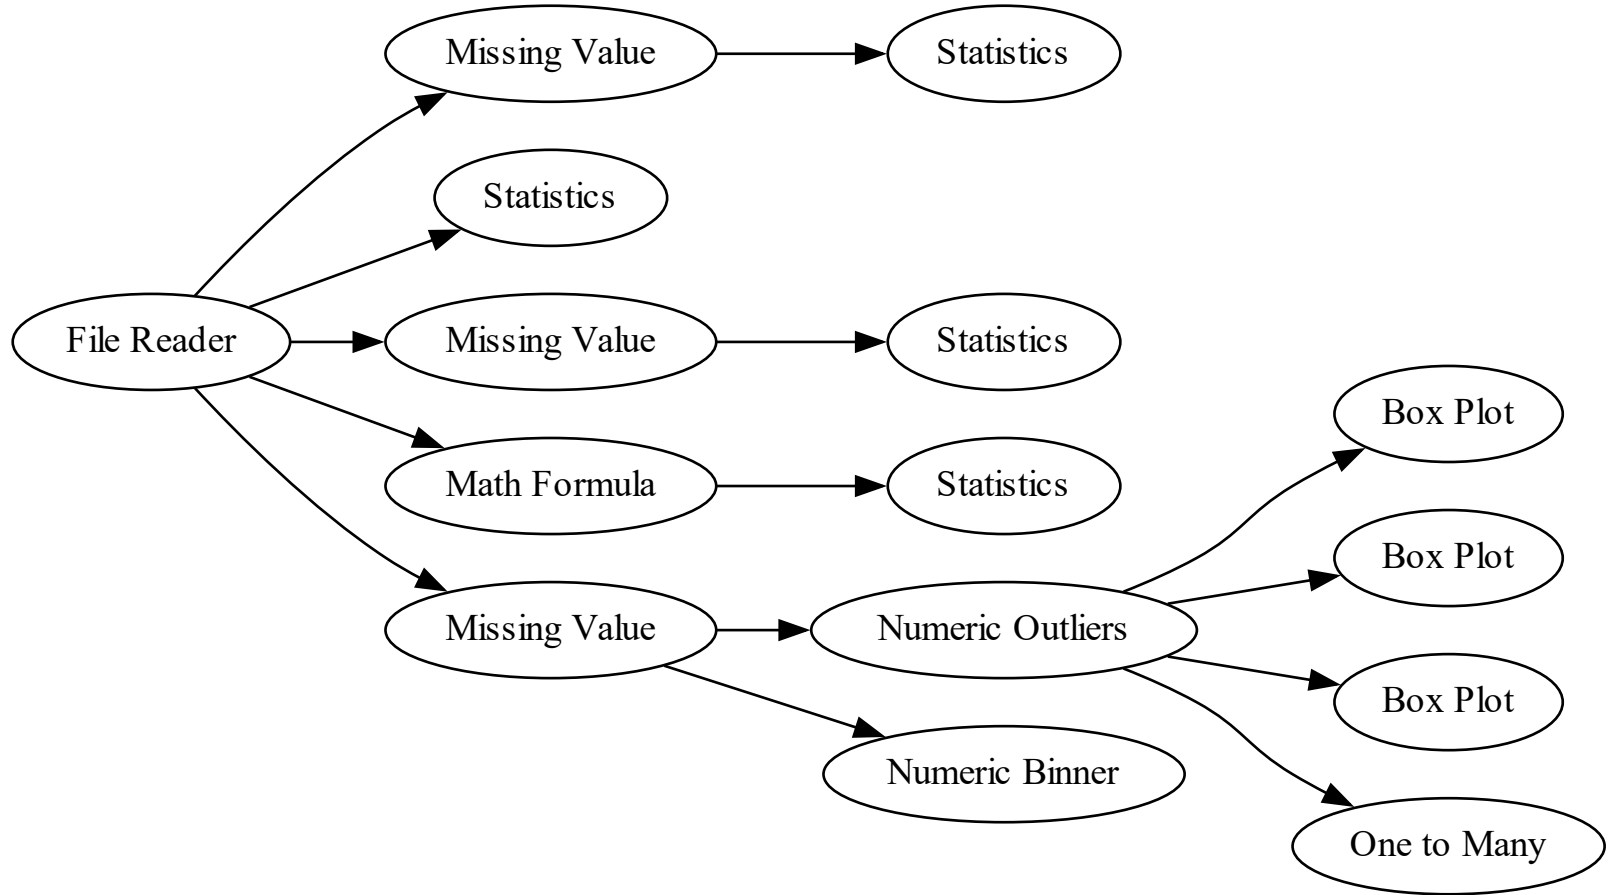 Missing Value
Statistics
Statistics
File Reader
Missing Value
Statistics
Box Plot
Math Formula
Statistics
Box Plot
Missing Value
Numeric Outliers
Box Plot
Numeric Binner
One to Many